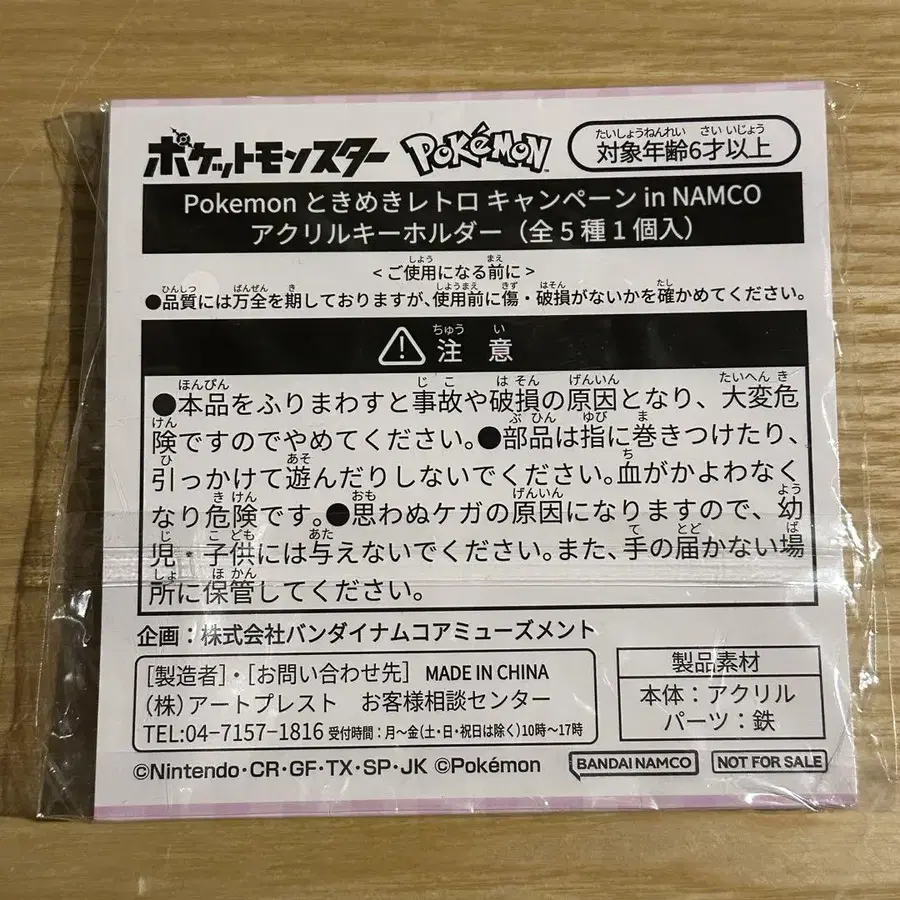 ポケットモンスター POKéMON 対象年齢6才以上
たいしょうねんれい さい いじょう
Pokemon ときめきレトロ キャンペーン in NAMCO
アクリルキーホルダー（全5種1個入）
しよう まえ
<ご使用になる前に>
ひんしつ ばんぜん き しようまえ きず はそん たし
●品質には万全を期しておりますが、使用前に傷・破損がないかを確かめてください。
ちゅう い
注意
ほんぴん じこ はそん げんいん たいへんき
●本品をふりまわすと事故や破損の原因となり、大変危
けん ぶひん ゆび ま
険ですのでやめてください。●部品は指に巻きつけたり、
ひ あそ ち
引っかけて遊んだりしないでください。血がかよわなく
きけん おも げんいん よう
なり危険です。●思わぬケガの原因になりますので、幼
じ こども あた て とど ば
児・子供には与えないでください。また、手の届かない場
しょ ほかん
所に保管してください。
企画：株式会社バンダイナムコアミューズメント
[製造者]・[お問い合わせ先] MADE IN CHINA
(株)アートプレスト お客様相談センター
TEL:04-7157-1816 受付時間：月～金(土・日・祝日は除く)10時～17時
製品素材
本体：アクリル
パーツ：鉄
©Nintendo・CR・GF・TX・SP・JK ©Pokémon
BANDAI NAMCO NOT FOR SALE